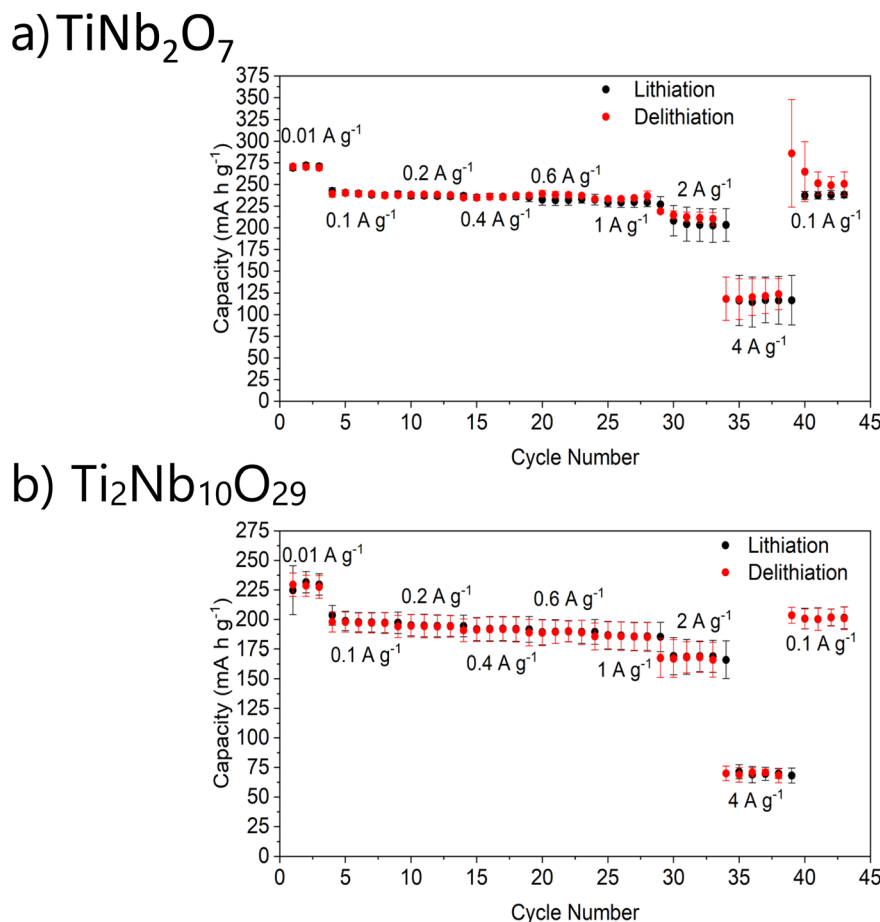 a) TiNb₂O₇
375
350
325
300
275
250
225
200
175
150
125
100
75
50
25
0
Capacity (mA h g⁻¹)
Lithiation
Delithiation
0.01 A g⁻¹
0.2 A g⁻¹
0.6 A g⁻¹
2 A g⁻¹
0.1 A g⁻¹
0.4 A g⁻¹
1 A g⁻¹
0.1 A g⁻¹
4 A g⁻¹
0 5 10 15 20 25 30 35 40 45
Cycle Number
b) Ti₂Nb₁₀O₂₉
275
250
225
200
175
150
125
100
75
50
25
0
Capacity (mA h g⁻¹)
Lithiation
Delithiation
0.01 A g⁻¹
0.2 A g⁻¹
0.6 A g⁻¹
2 A g⁻¹
0.1 A g⁻¹
0.4 A g⁻¹
1 A g⁻¹
0.1 A g⁻¹
4 A g⁻¹
0 5 10 15 20 25 30 35 40 45
Cycle Number